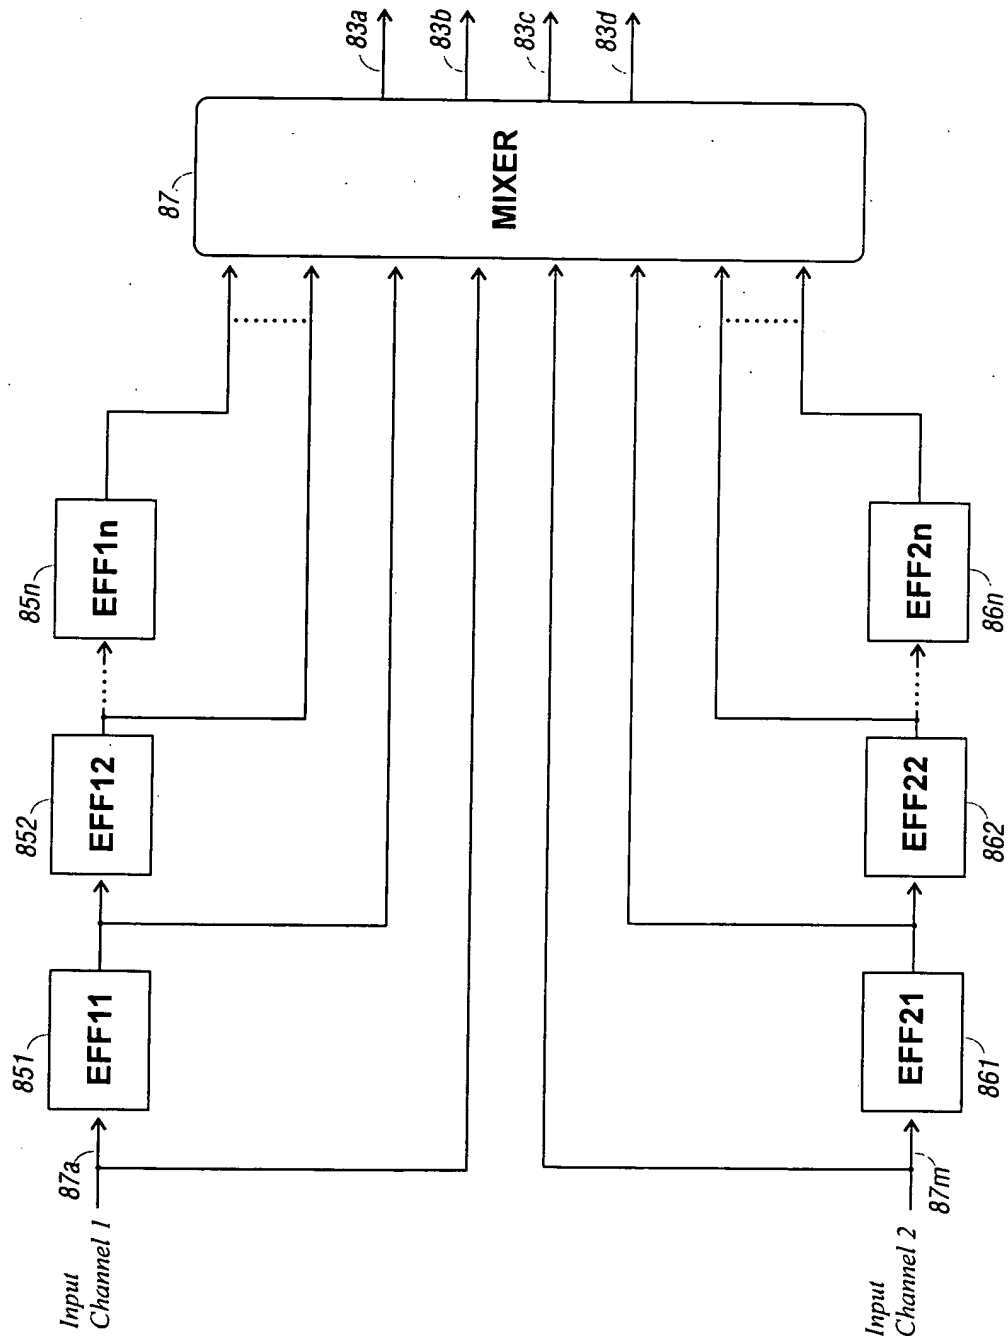 Input
Channel 1
87a
851
EFF11
852
EFF12
85n
EFF1n
Input
Channel 2
87m
861
EFF21
862
EFF22
86n
EFF2n
87
MIXER
83a
83b
83c
83d